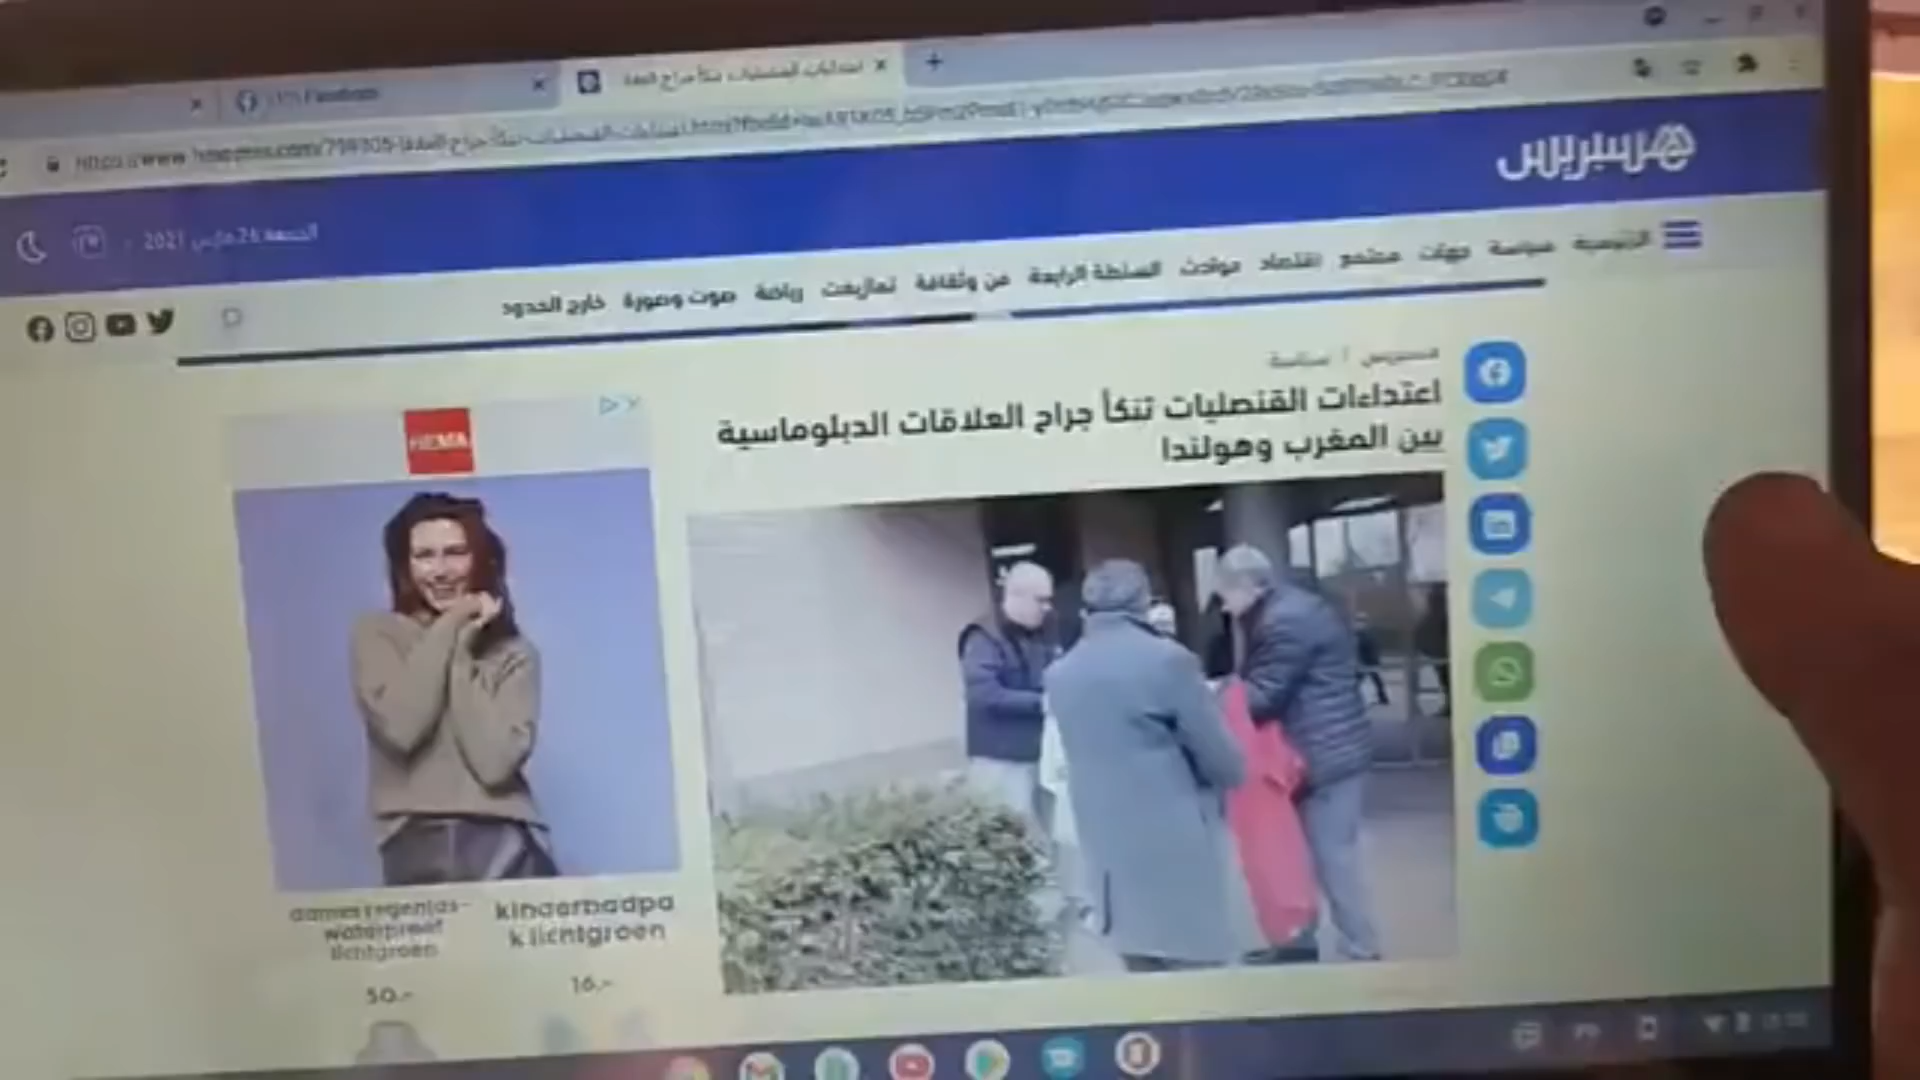 هسبريس
الجمعة 26 مارس 2021
الرئيسية سياسة جهات مجتمع اقتصاد حوادث السلطة الرابعة فن وثقافة تمازيغت رياضة صوت وصورة خارج الحدود
هسبريس / سياسة
اعتداءات القنصليات تنكأ جراح العلاقات الدبلوماسية
بين المغرب وهولندا
HEMA
dames regenjas-
waterproof
lichtgroen
50.-
kinderbadpa
k lichtgroen
16.-